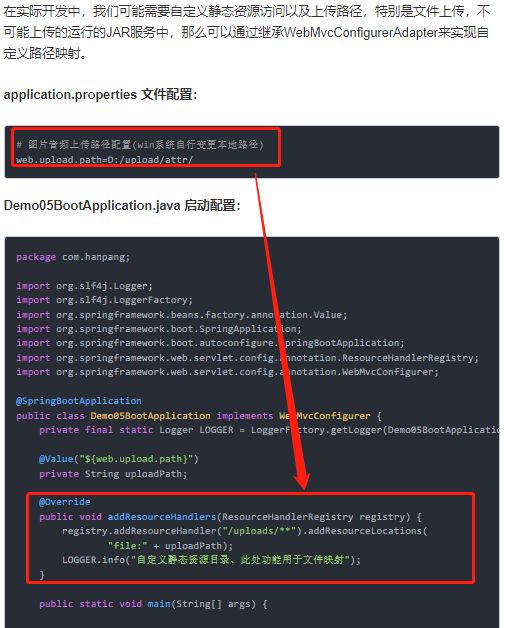 在实际开发中，我们可能需要自定义静态资源访问以及上传路径，特别是文件上传，不
可能上传的运行的JAR服务中，那么可以通过继承WebMvcConfigurerAdapter来实现自
定义路径映射。
application.properties 文件配置：
# 图片音频上传路径配置(win系统自行变更本地路径)
web.upload.path=D:/upload/attr/
Demo05BootApplication.java 启动配置：
package com.hanpang;
import org.slf4j.Logger;
import org.slf4j.LoggerFactory;
import org.springframework.beans.factory.annotation.Value;
import org.springframework.boot.SpringApplication;
import org.springframework.boot.autoconfigure.SpringBootApplication;
import org.springframework.web.servlet.config.annotation.ResourceHandlerRegistry;
import org.springframework.web.servlet.config.annotation.WebMvcConfigurer;
@SpringBootApplication
public class Demo05BootApplication implements WebMvcConfigurer {
private final static Logger LOGGER = LoggerFactory.getLogger(Demo05BootApplicatio
@Value("${web.upload.path}")
private String uploadPath;
@Override
public void addResourceHandlers(ResourceHandlerRegistry registry) {
registry.addResourceHandler("/uploads/**").addResourceLocations(
"file:" + uploadPath);
LOGGER.info("自定义静态资源目录、此处功能用于文件映射");
}
public static void main(String[] args) {